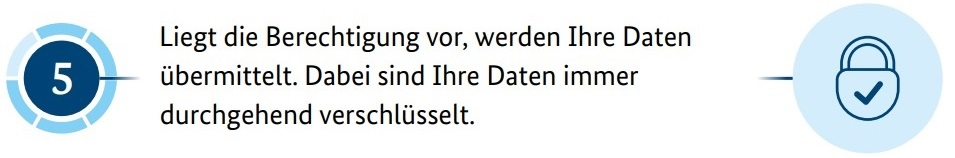 5
Liegt die Berechtigung vor, werden Ihre Daten
übermittelt. Dabei sind Ihre Daten immer
durchgehend verschlüsselt.